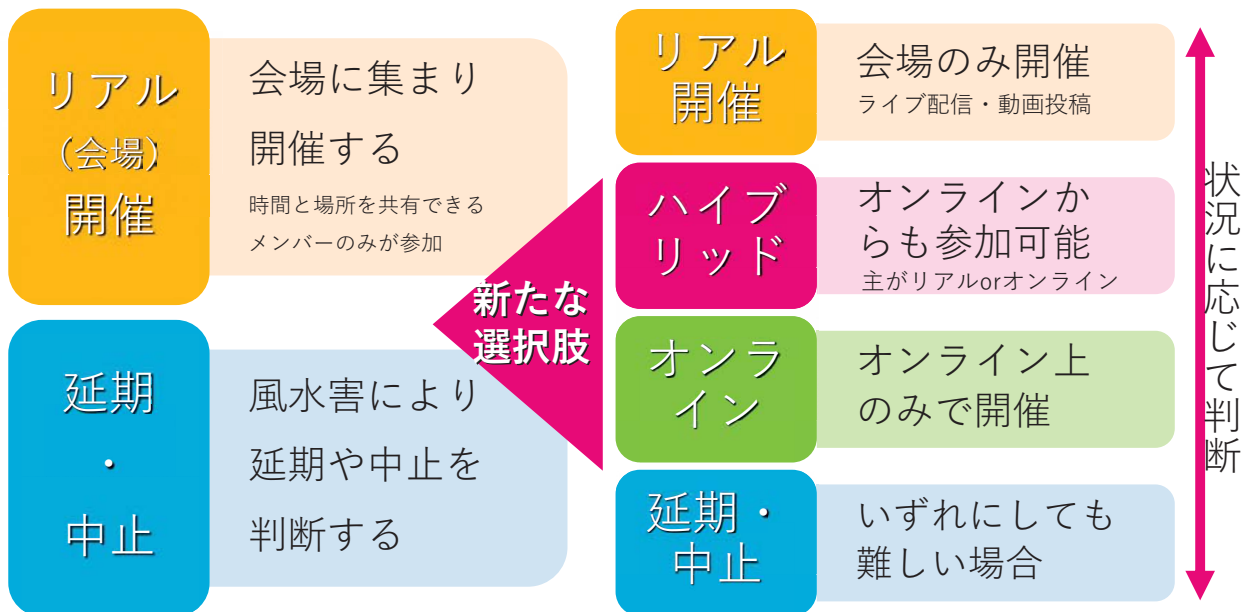 リアル
（会場）
開催
会場に集まり
開催する
時間と場所を共有できる
メンバーのみが参加
延期
・
中止
風水害により
延期や中止を
判断する
新たな
選択肢
リアル
開催
会場のみ開催
ライブ配信・動画投稿
ハイブ
リッド
オンラインか
らも参加可能
主がリアルorオンライン
オンラ
イン
オンライン上
のみで開催
延期・
中止
いずれにしても
難しい場合
状況に応じて判断